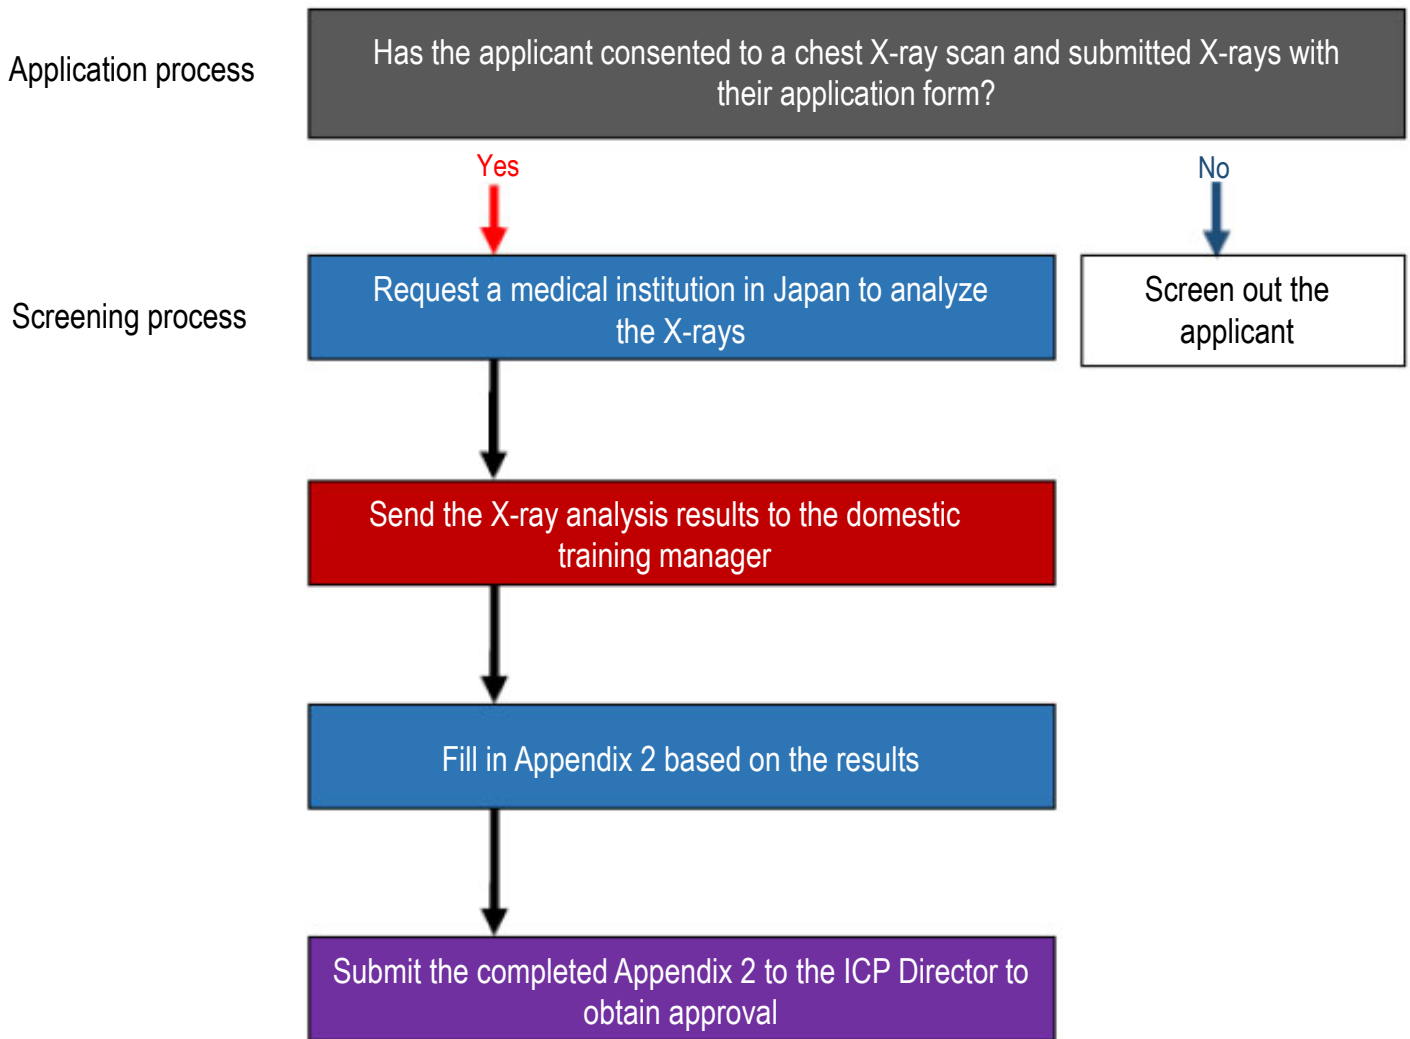 Application process
Has the applicant consented to a chest X-ray scan and submitted X-rays with
their application form?
Yes
No
Screening process
Request a medical institution in Japan to analyze
the X-rays
Screen out the
applicant
Send the X-ray analysis results to the domestic
training manager
Fill in Appendix 2 based on the results
Submit the completed Appendix 2 to the ICP Director to
obtain approval